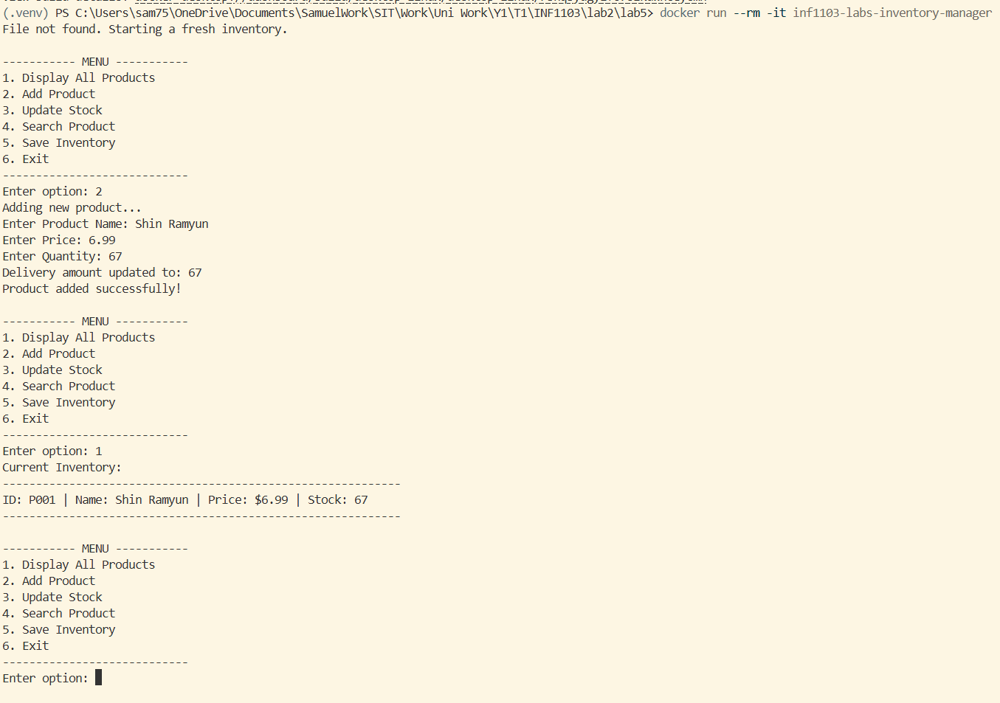 (.venv) PS C:\Users\sam75\OneDrive\Documents\SamuelWork\SIT\Work\Uni Work\Y1\T1\INF1103\lab2\lab5> docker run --rm -it inf1103-labs-inventory-manager
File not found. Starting a fresh inventory.
----------- MENU -----------
1. Display All Products
2. Add Product
3. Update Stock
4. Search Product
5. Save Inventory
6. Exit
----------------------------
Enter option: 2
Adding new product...
Enter Product Name: Shin Ramyun
Enter Price: 6.99
Enter Quantity: 67
Delivery amount updated to: 67
Product added successfully!
----------- MENU -----------
1. Display All Products
2. Add Product
3. Update Stock
4. Search Product
5. Save Inventory
6. Exit
----------------------------
Enter option: 1
Current Inventory:
------------------------------------------------------------
ID: P001 | Name: Shin Ramyun | Price: $6.99 | Stock: 67
------------------------------------------------------------
----------- MENU -----------
1. Display All Products
2. Add Product
3. Update Stock
4. Search Product
5. Save Inventory
6. Exit
----------------------------
Enter option: